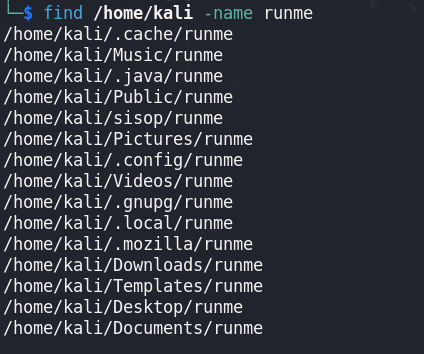 └─$ find /home/kali -name runme
/home/kali/.cache/runme
/home/kali/Music/runme
/home/kali/.java/runme
/home/kali/Public/runme
/home/kali/sisop/runme
/home/kali/Pictures/runme
/home/kali/.config/runme
/home/kali/Videos/runme
/home/kali/.gnupg/runme
/home/kali/.local/runme
/home/kali/.mozilla/runme
/home/kali/Downloads/runme
/home/kali/Templates/runme
/home/kali/Desktop/runme
/home/kali/Documents/runme